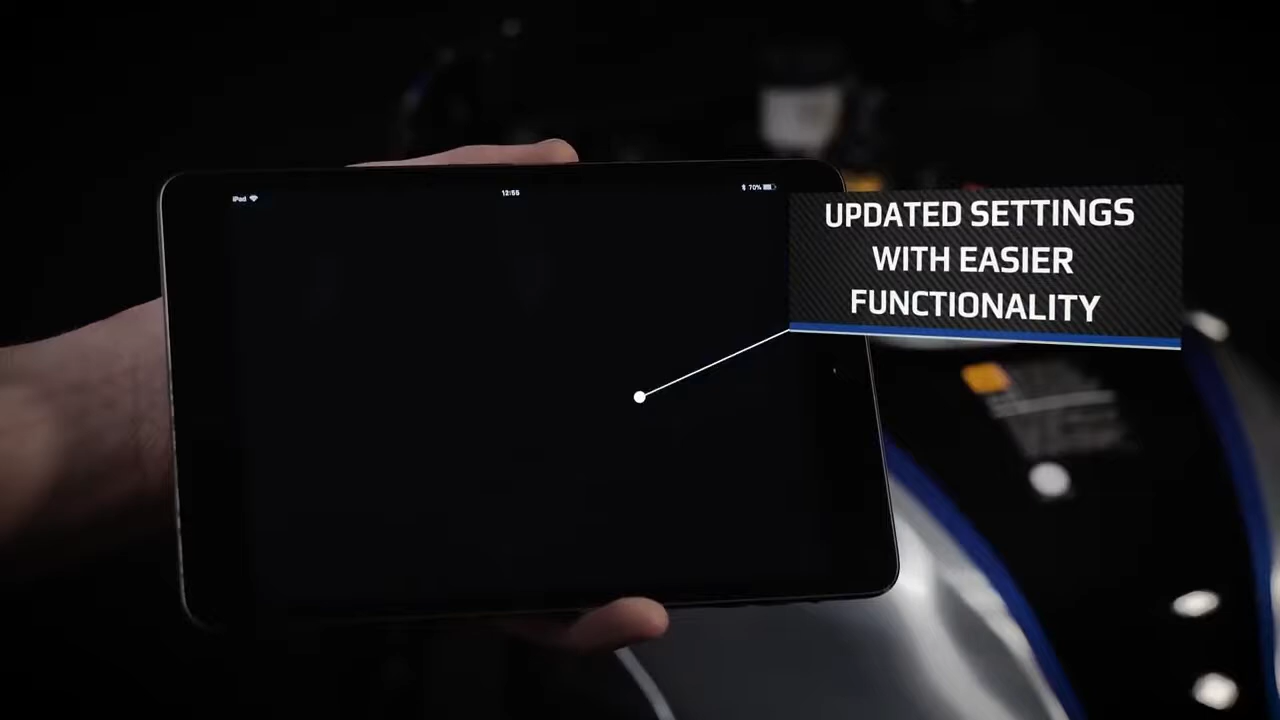 iPad
12:55
70%
UPDATED SETTINGS
WITH EASIER
FUNCTIONALITY